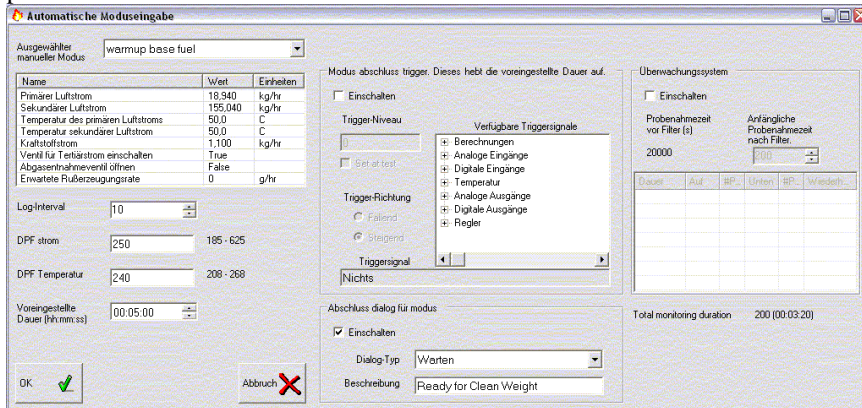 Automatische Moduseingabe
Ausgewählter
manueller Modus
warmup base fuel
Name Wert Einheiten
Primärer Luftstrom 18,940 kg/hr
Sekundärer Luftstrom 155,040 kg/hr
Temperatur des primären Luftstroms 50,0 C
Temperatur sekundärer Luftstrom 50,0 C
Kraftstoffstrom 1,100 kg/hr
Ventil für Tertiärstrom einschalten True
Abgasentnahmeventil öffnen False
Erwartete Rußerzeugungsrate 0 g/hr
Log-Interval 10
DPF strom 250 185 - 625
DPF Temperatur 240 208 - 268
Voreingestellte
Dauer (hh:mm:ss)
00:05:00
OK
Abbruch
Modus abschluss trigger. Dieses hebt die voreingestellte Dauer auf.
Einschalten
Trigger-Niveau
0
Set at test
Trigger-Richtung
Fallend
Steigend
Verfügbare Triggersignale
Berechnungen
Analoge Eingänge
Digitale Eingänge
Temperatur
Analoge Ausgänge
Digitale Ausgänge
Regler
Triggersignal
Nichts
Abschluss dialog für modus
Einschalten
Dialog-Typ Warten
Beschreibung Ready for Clean Weight
Überwachungssystem
Einschalten
Probenahmezeit
vor Filter (s)
20000
Anfängliche
Probenahmezeit
nach Filter.
200
Dauer Auf #P... Unten #P... Wiederh...
Total monitoring duration 200 (00:03:20)